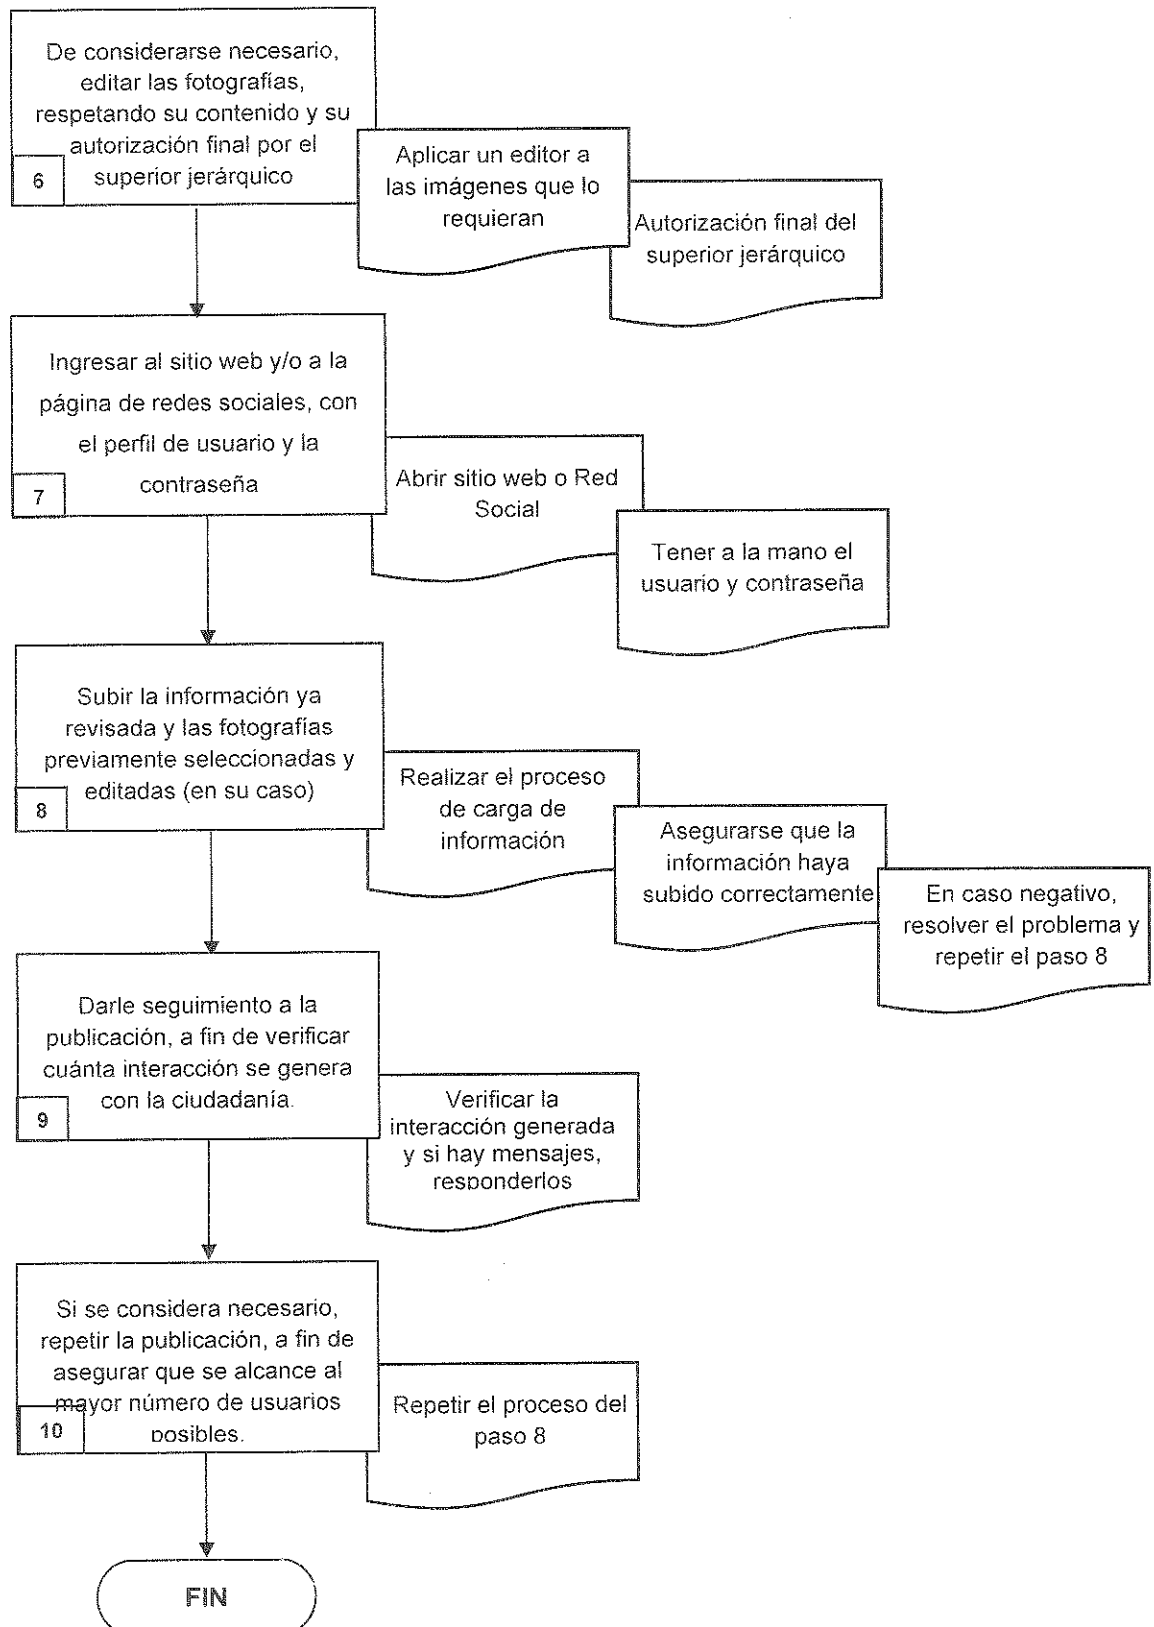 De considerarse necesario,
editar las fotografías,
respetando su contenido y su
autorización final por el
superior jerárquico
6
Aplicar un editor a
las imágenes que lo
requieran
Autorización final del
superior jerárquico
Ingresar al sitio web y/o a la
página de redes sociales, con
el perfil de usuario y la
contraseña
7
Abrir sitio web o Red
Social
Tener a la mano el
usuario y contraseña
Subir la información ya
revisada y las fotografías
previamente seleccionadas y
editadas (en su caso)
8
Realizar el proceso
de carga de
información
Asegurarse que la
información haya
subido correctamente
En caso negativo,
resolver el problema y
repetir el paso 8
Darle seguimiento a la
publicación, a fin de verificar
cuánta interacción se genera
con la ciudadanía.
9
Verificar la
interacción generada
y si hay mensajes,
responderlos
Si se considera necesario,
repetir la publicación, a fin de
asegurar que se alcance al
mayor número de usuarios
posibles.
10
Repetir el proceso del
paso 8
FIN